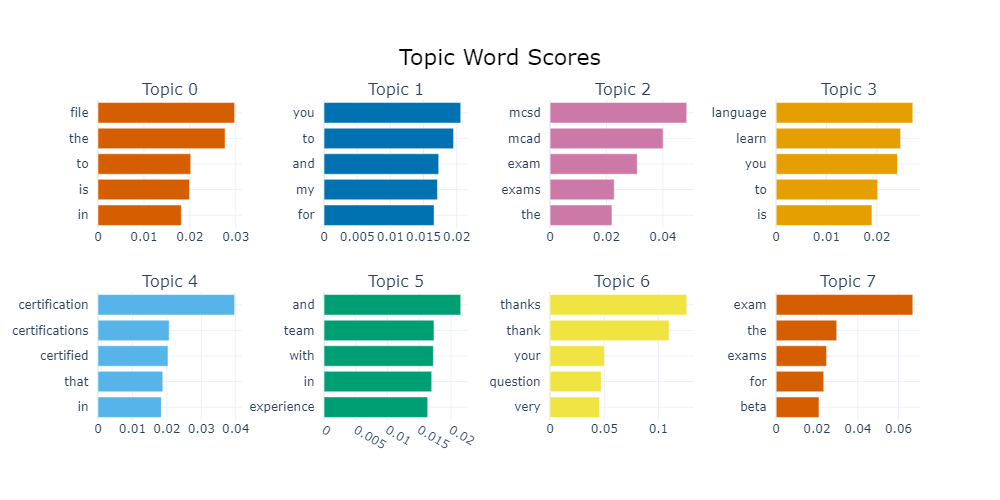 Topic Word Scores
Topic 0
file
the
to
is
in
0 0.01 0.02 0.03
Topic 1
you
to
and
my
for
0 0.005 0.01 0.015 0.02
Topic 2
mcsd
mcad
exam
exams
the
0 0.02 0.04
Topic 3
language
learn
you
to
is
0 0.01 0.02
Topic 4
certification
certifications
certified
that
in
0 0.01 0.02 0.03 0.04
Topic 5
and
team
with
in
experience
0 0.005 0.01 0.015 0.02
Topic 6
thanks
thank
your
question
very
0 0.05 0.1
Topic 7
exam
the
exams
for
beta
0 0.02 0.04 0.06